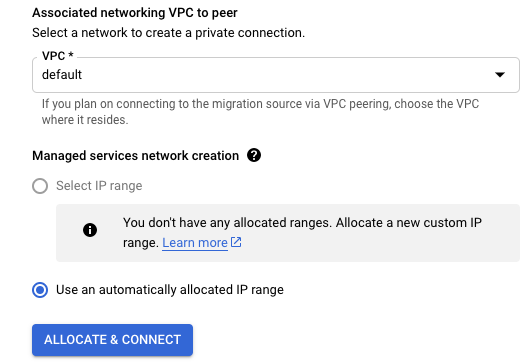 Associated networking VPC to peer
Select a network to create a private connection.
VPC *
default
If you plan on connecting to the migration source via VPC peering, choose the VPC
where it resides.
Managed services network creation
Select IP range
You don't have any allocated ranges. Allocate a new custom IP
range. Learn more
Use an automatically allocated IP range
ALLOCATE & CONNECT